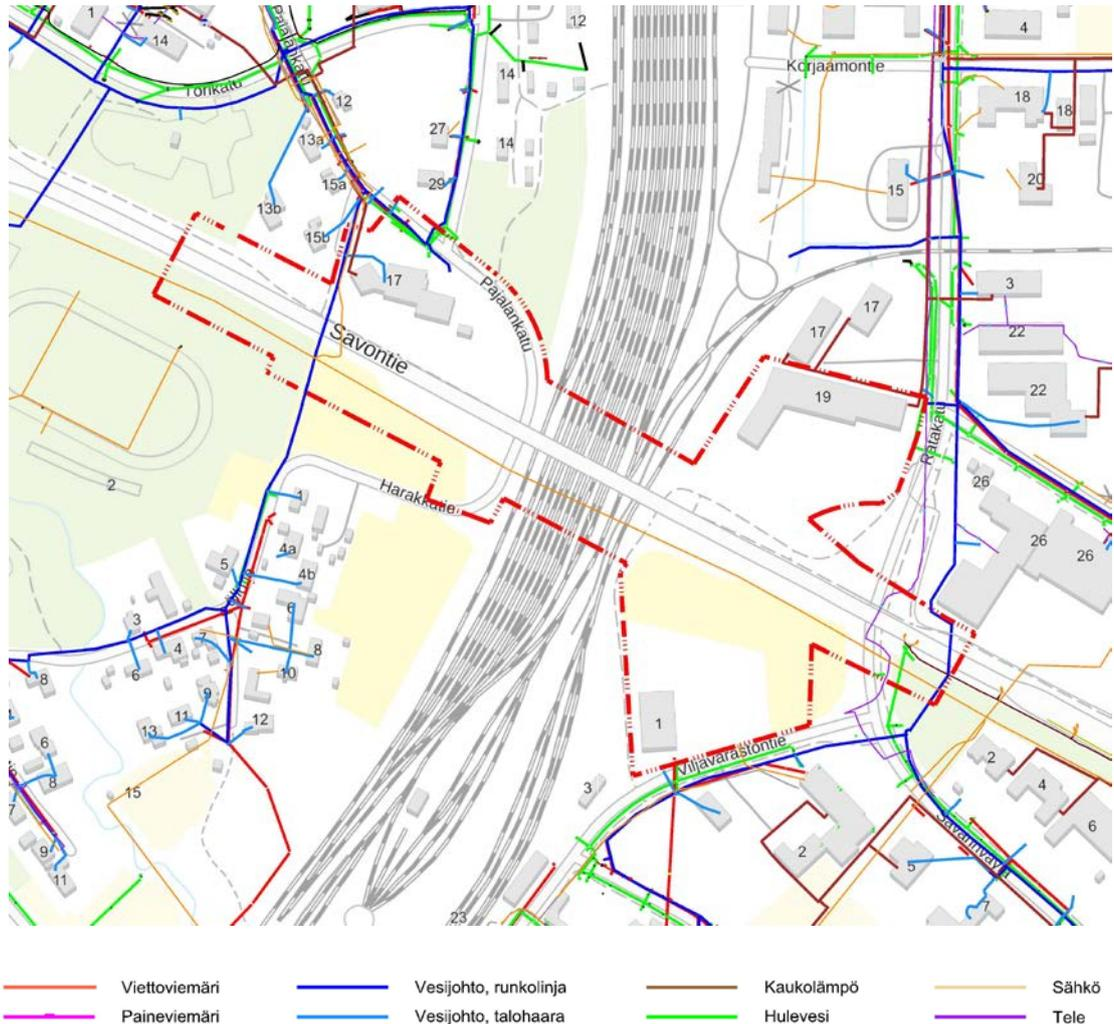 1
14
12
4
Pajalankatu
Torikatu
12
27
14
14
Korjaamontie
18
18
13a
15a
29
15
20
13b
15b
17
3
Pajalankatu
17
17
22
Savontie
19
22
Ratakatu
2
Harakkatie
1
26
26
26
4a
5
4b
6
3
7
4
8
6
8
10
9
11
12
13
6
8
1
Viljavarastontie
2
15
3
4
7
6
9
2
5
11
7
23
Viettoviemäri
Vesijohto, runkolinja
Kaukolämpö
Sähkö
Paineviemäri
Vesijohto, talohaara
Hulevesi
Tele